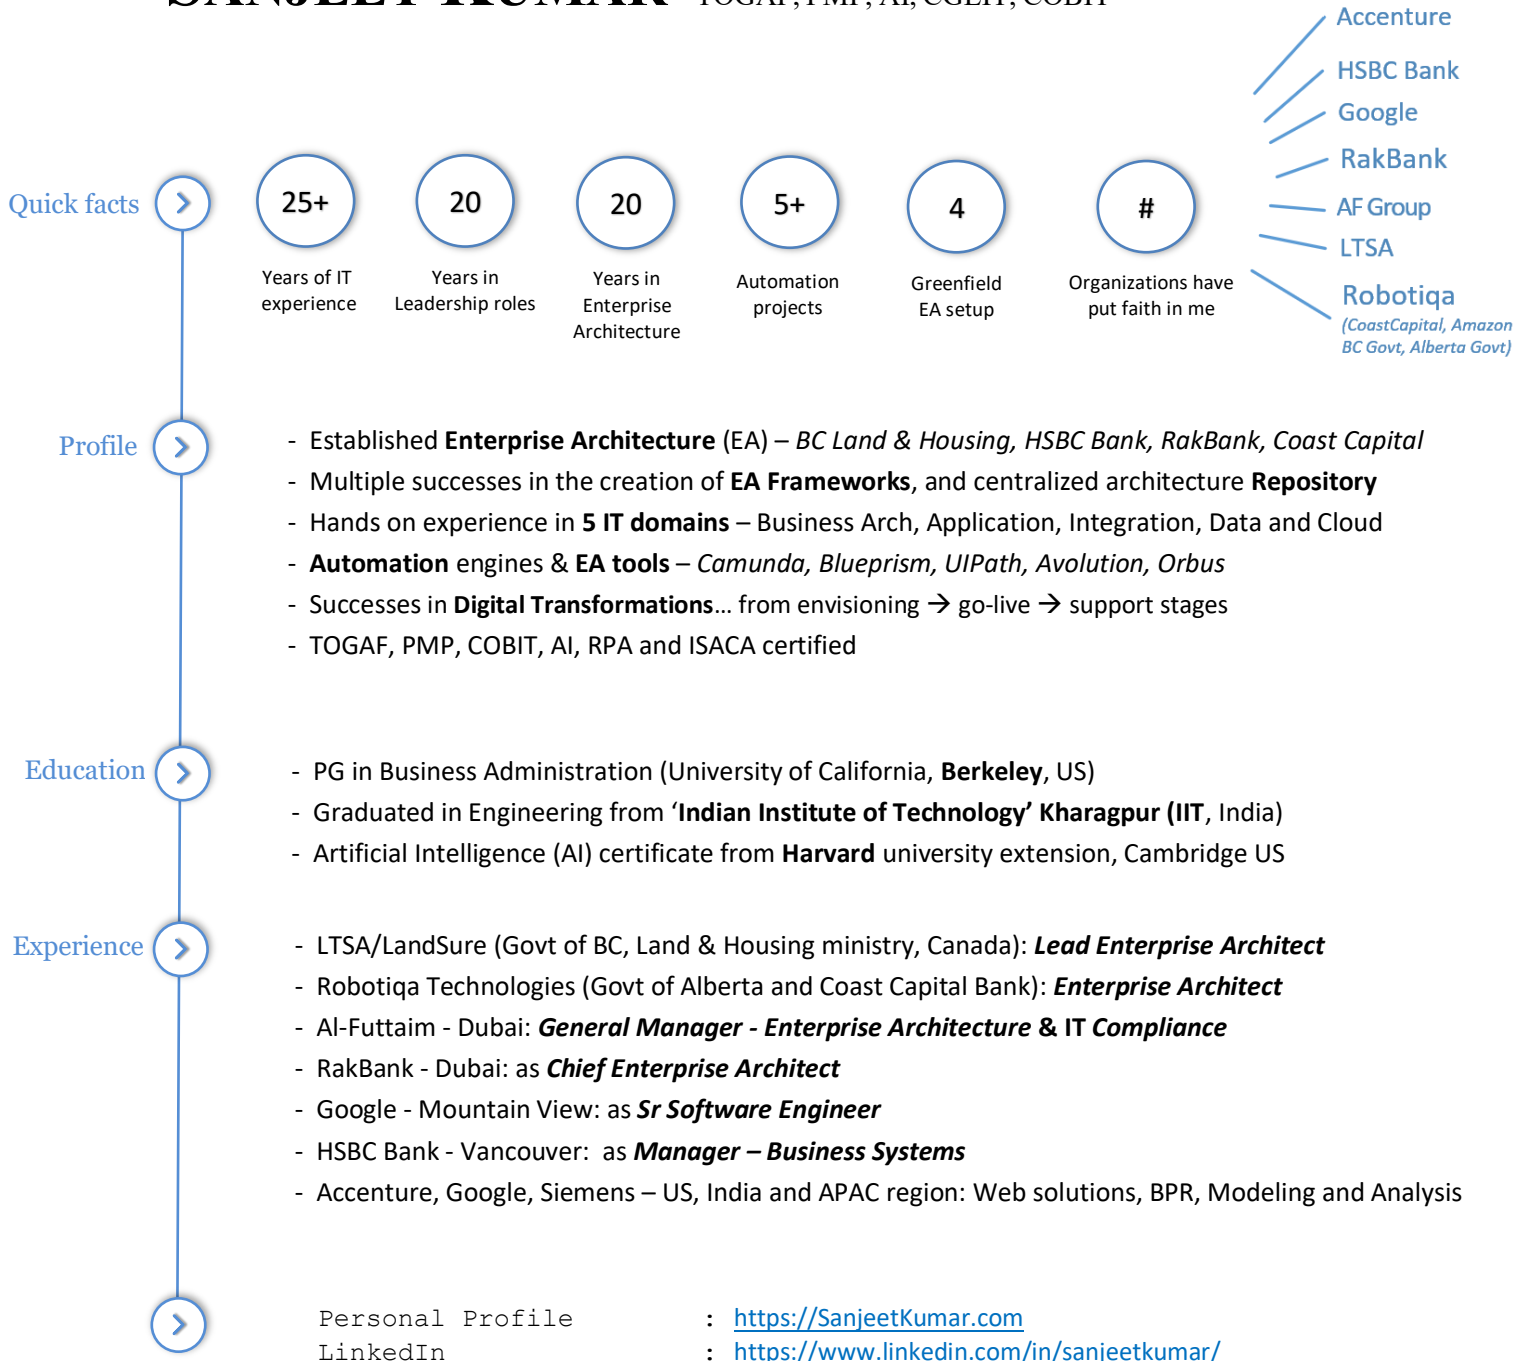 SANJEET KUMAR TOGAF, PMP, AI, CGEIT, COBIT
Accenture
HSBC Bank
Google
RakBank
AF Group
LTSA
Robotiqa
(CoastCapital, Amazon
BC Govt, Alberta Govt)
Quick facts
25+
Years of IT
experience
20
Years in
Leadership roles
20
Years in
Enterprise
Architecture
5+
Automation
projects
4
Greenfield
EA setup
#
Organizations have
put faith in me
Profile
- Established Enterprise Architecture (EA) – BC Land & Housing, HSBC Bank, RakBank, Coast Capital
- Multiple successes in the creation of EA Frameworks, and centralized architecture Repository
- Hands on experience in 5 IT domains – Business Arch, Application, Integration, Data and Cloud
- Automation engines & EA tools – Camunda, Blueprism, UIPath, Avolution, Orbus
- Successes in Digital Transformations… from envisioning → go-live → support stages
- TOGAF, PMP, COBIT, AI, RPA and ISACA certified
Education
- PG in Business Administration (University of California, Berkeley, US)
- Graduated in Engineering from ‘Indian Institute of Technology’ Kharagpur (IIT, India)
- Artificial Intelligence (AI) certificate from Harvard university extension, Cambridge US
Experience
- LTSA/LandSure (Govt of BC, Land & Housing ministry, Canada): Lead Enterprise Architect
- Robotiqa Technologies (Govt of Alberta and Coast Capital Bank): Enterprise Architect
- Al-Futtaim - Dubai: General Manager - Enterprise Architecture & IT Compliance
- RakBank - Dubai: as Chief Enterprise Architect
- Google - Mountain View: as Sr Software Engineer
- HSBC Bank - Vancouver: as Manager – Business Systems
- Accenture, Google, Siemens – US, India and APAC region: Web solutions, BPR, Modeling and Analysis
Personal Profile : https://SanjeetKumar.com
LinkedIn : https://www.linkedin.com/in/sanjeetkumar/